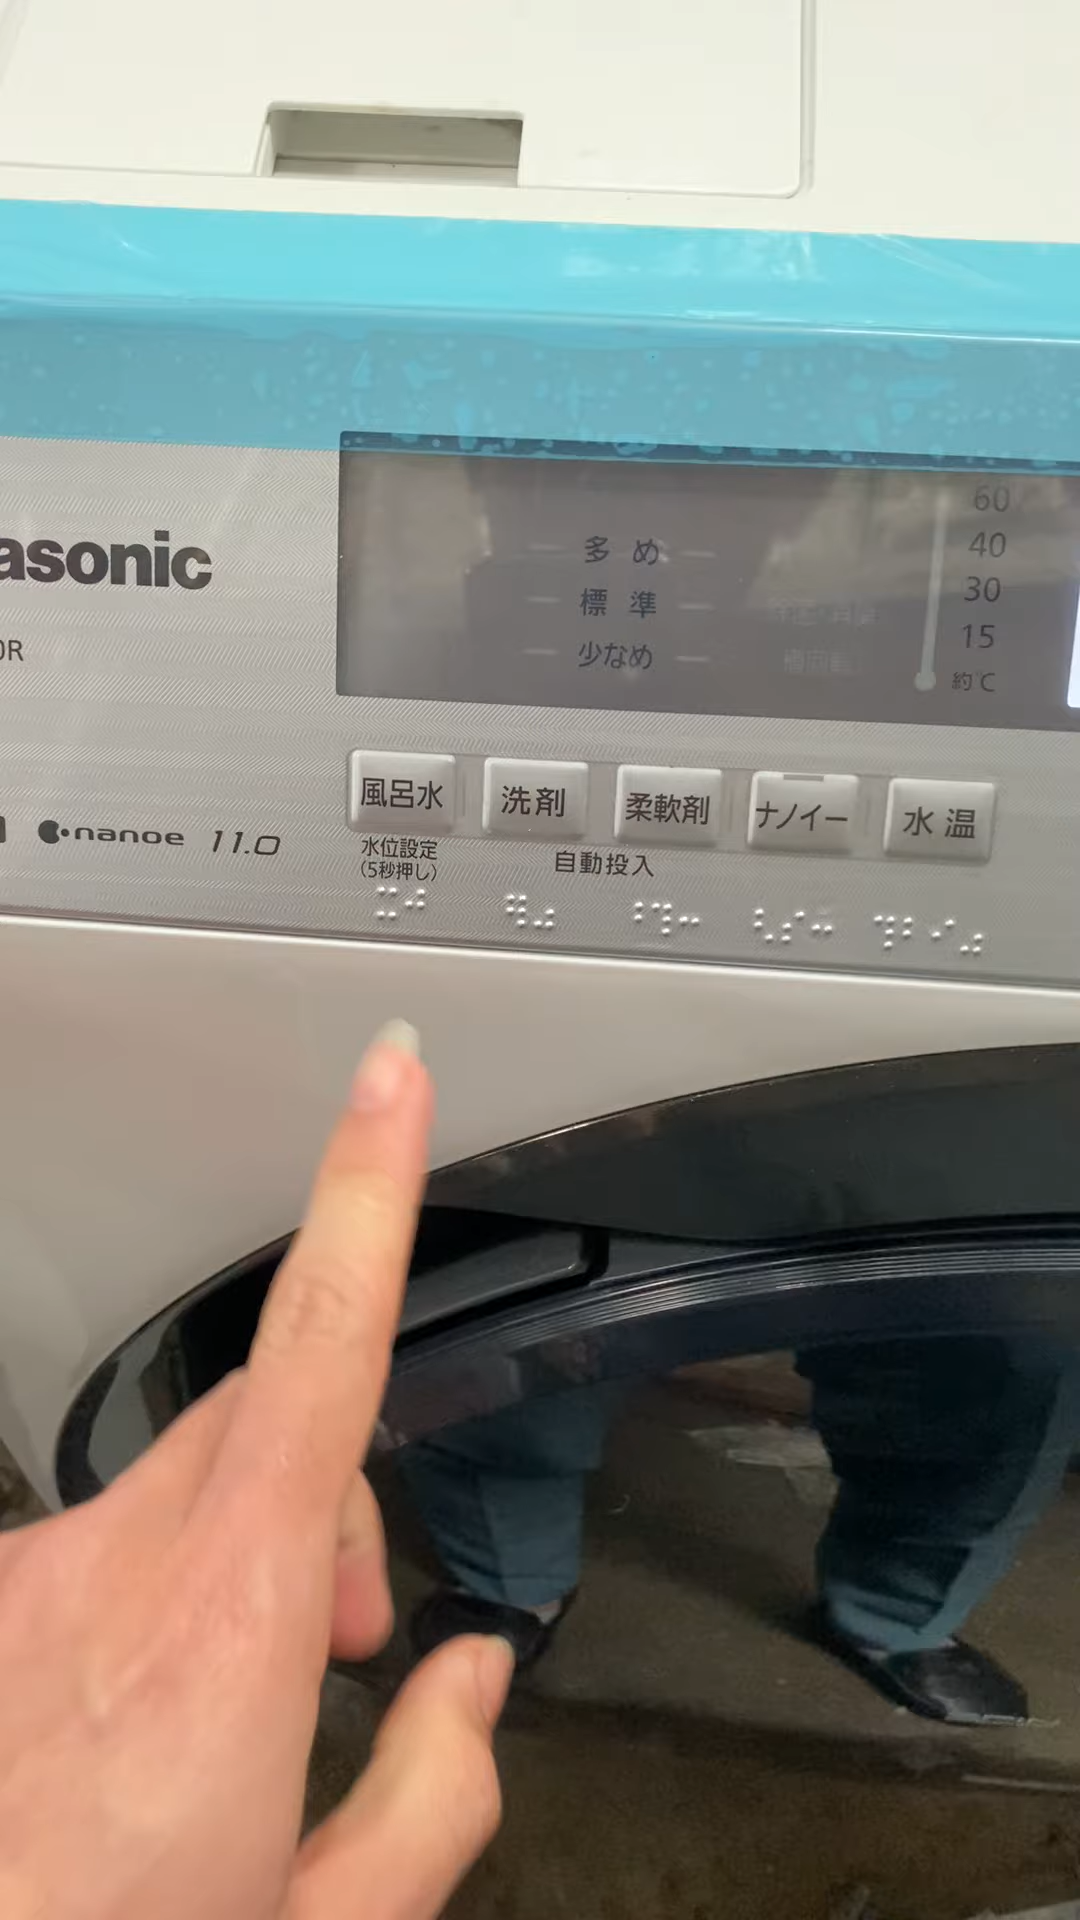 60
多め
40
asonic
標準
30
15
少なめ
0R
約℃
風呂水
洗剤
柔軟剤
ナノイー
水温
nanoe 11.0
水位設定
(5秒押し)
自動投入